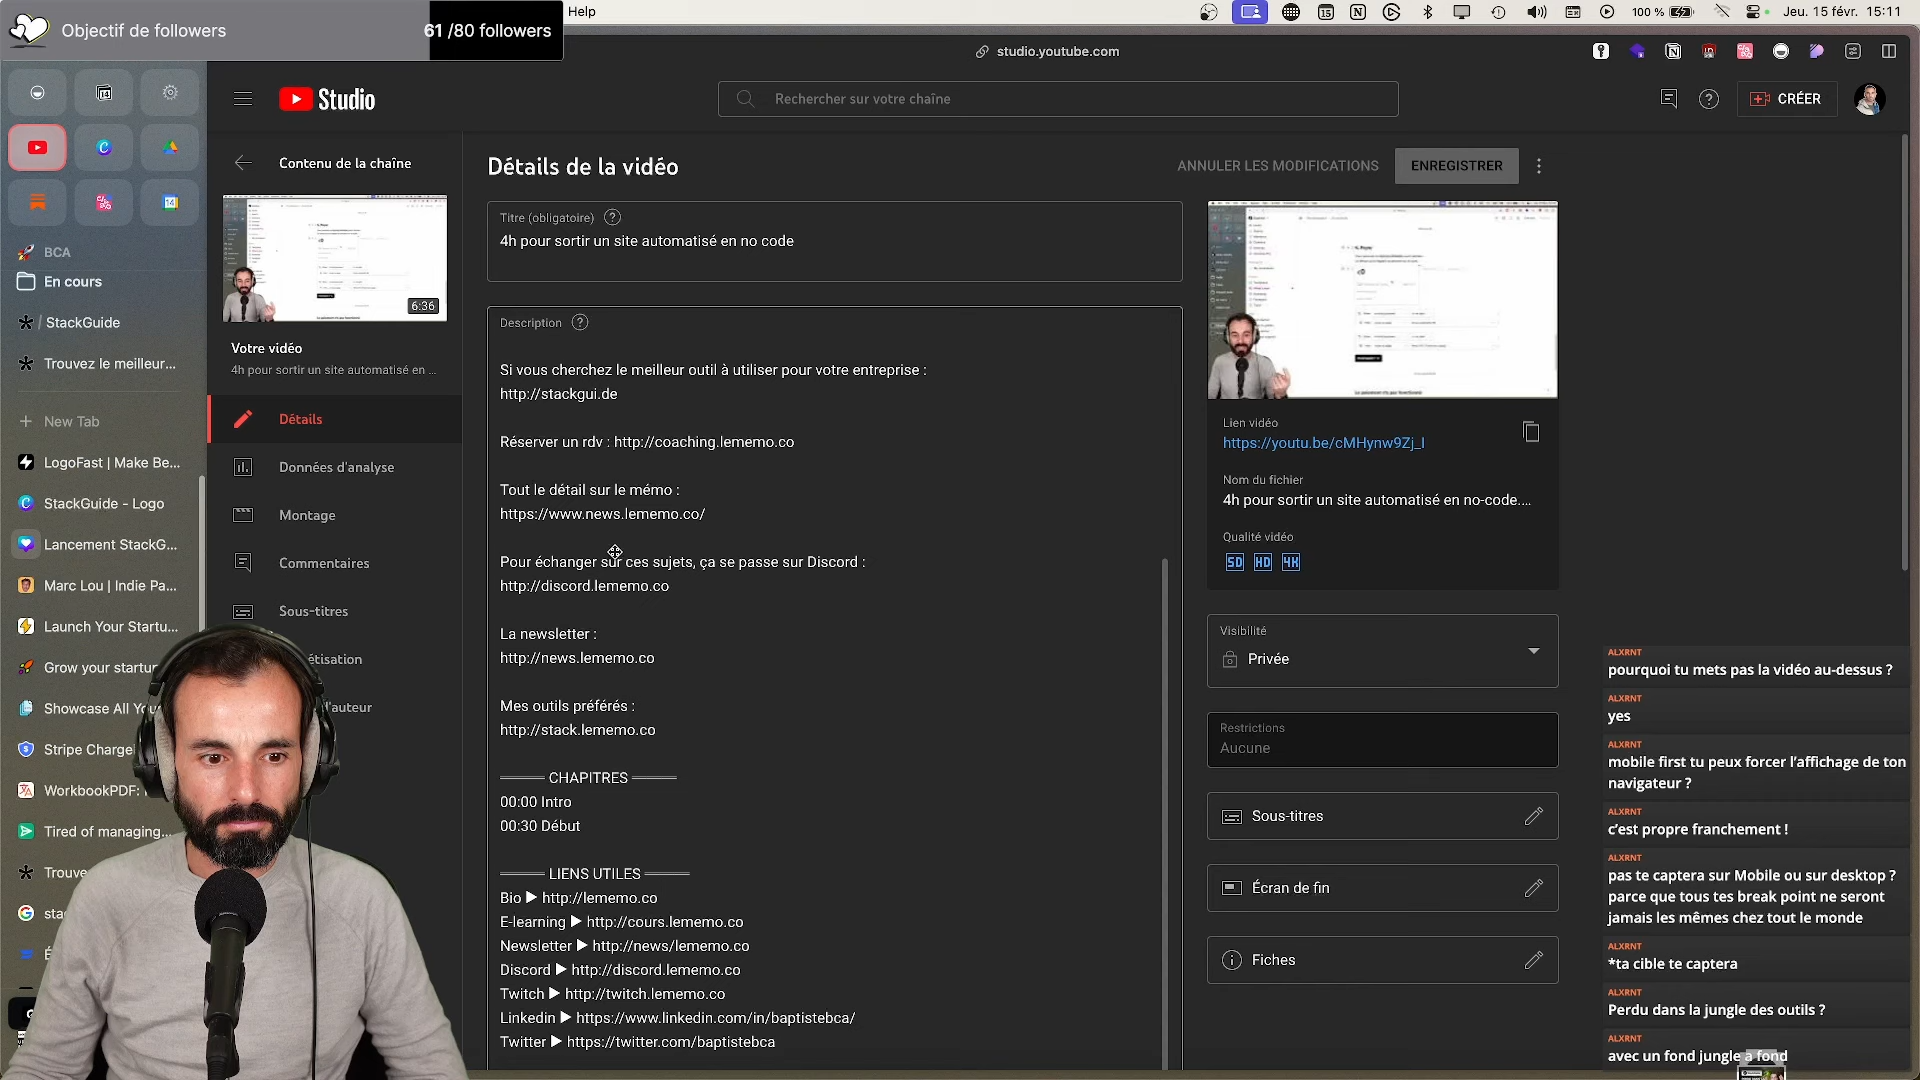 Objectif de followers
61 /80 followers
Help
100 %
Jeu. 15 févr. 15:11
studio.youtube.com
Studio
Rechercher sur votre chaîne
CRÉER
Contenu de la chaîne
6:36
Votre vidéo
4h pour sortir un site automatisé en ...
Détails
Données d'analyse
Montage
Commentaires
Sous-titres
BCA
En cours
/ StackGuide
Trouvez le meilleur...
New Tab
LogoFast | Make Be...
StackGuide - Logo
Lancement StackG...
Marc Lou | Indie Pa...
Launch Your Startu...
Grow your startup
Showcase All You
Stripe Charge
WorkbookPDF:
Tired of managing...
Détails de la vidéo
ANNULER LES MODIFICATIONS
ENREGISTRER
Titre (obligatoire)
4h pour sortir un site automatisé en no code
Description
Si vous cherchez le meilleur outil à utiliser pour votre entreprise :
http://stackgui.de
Réserver un rdv : http://coaching.lememo.co
Tout le détail sur le mémo :
https://www.news.lememo.co/
Pour échanger sur ces sujets, ça se passe sur Discord :
http://discord.lememo.co
La newsletter :
http://news.lememo.co
Mes outils préférés :
http://stack.lememo.co
═════ CHAPITRES ═════
00:00 Intro
00:30 Début
═════ LIENS UTILES ═════
Bio ► http://lememo.co
E-learning ► http://cours.lememo.co
Newsletter ► http://news/lememo.co
Discord ► http://discord.lememo.co
Twitch ► http://twitch.lememo.co
Linkedin ► https://www.linkedin.com/in/baptistebca/
Twitter ► https://twitter.com/baptistebca
Lien vidéo
https://youtu.be/cMHynw9Zj_I
Nom du fichier
4h pour sortir un site automatisé en no-code....
Qualité vidéo
SD HD 4K
Visibilité
Privée
Restrictions
Aucune
Sous-titres
Écran de fin
Fiches
ALXRNT
pourquoi tu mets pas la vidéo au-dessus ?
ALXRNT
yes
ALXRNT
mobile first tu peux forcer l'affichage de ton
navigateur ?
ALXRNT
c'est propre franchement !
ALXRNT
pas te captera sur Mobile ou sur desktop ?
parce que tous tes break point ne seront
jamais les mêmes chez tout le monde
ALXRNT
*ta cible te captera
ALXRNT
Perdu dans la jungle des outils ?
ALXRNT
avec un fond jungle a fond